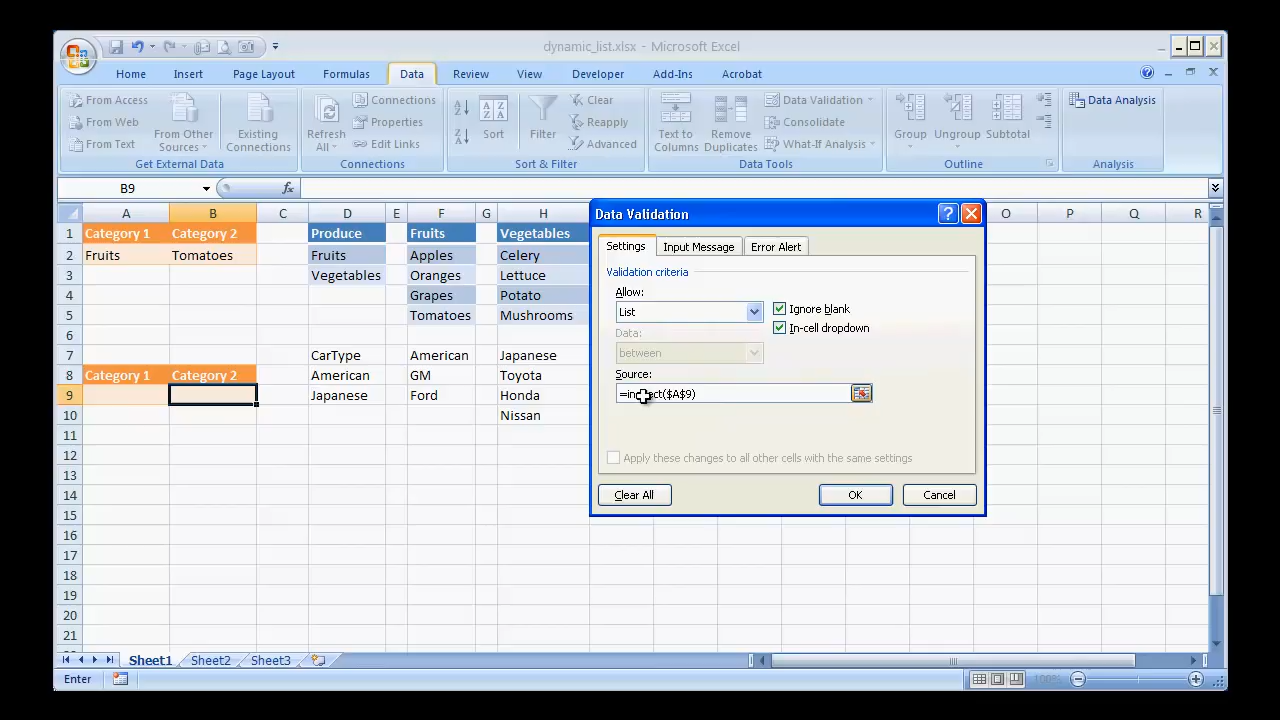 dynamic_list.xlsx - Microsoft Excel
Home Insert Page Layout Formulas Data Review View Developer Add-Ins Acrobat
From Access
From Web
From Text
From Other Sources
Existing Connections
Get External Data
Refresh All
Connections
Properties
Edit Links
Connections
Sort
Filter
Clear
Reapply
Advanced
Sort & Filter
Text to Columns
Remove Duplicates
Data Validation
Consolidate
What-If Analysis
Data Tools
Group
Ungroup
Subtotal
Outline
Data Analysis
Analysis
B9 fx
A B C D E F G H O P Q R
1 Category 1 Category 2 Produce Fruits Vegetables
2 Fruits Tomatoes Fruits Apples Celery
3 Vegetables Oranges Lettuce
4 Grapes Potato
5 Tomatoes Mushrooms
6
7 CarType American Japanese
8 Category 1 Category 2 American GM Toyota
9 Japanese Ford Honda
10 Nissan
11
12
13
14
15
16
17
18
19
20
21
Data Validation
Settings Input Message Error Alert
Validation criteria
Allow:
List
Ignore blank
In-cell dropdown
Data:
between
Source:
Apply these changes to all other cells with the same settings
Clear All OK Cancel
Sheet1 Sheet2 Sheet3
Enter
100%